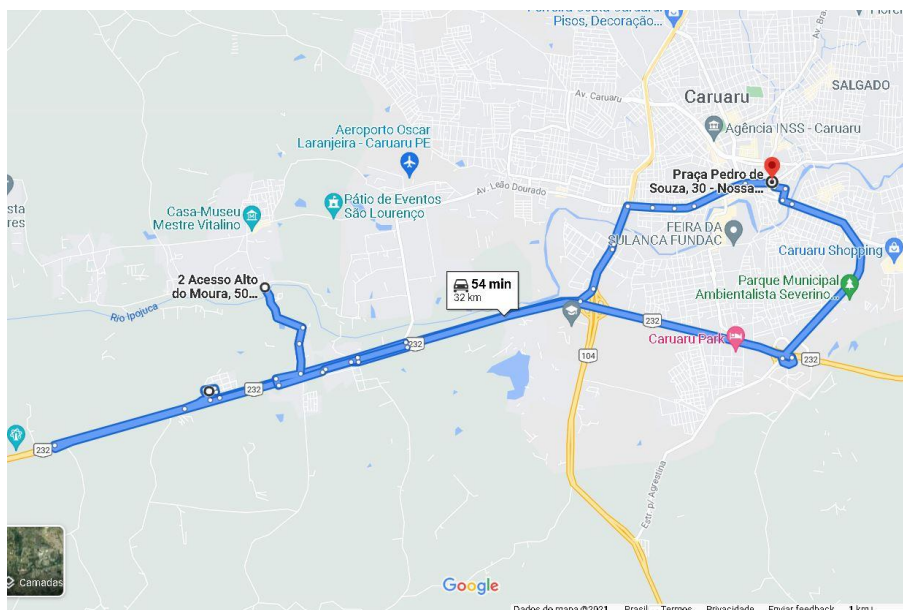 Pisos, Decoração...
Av. Caruaru
Caruaru
SALGADO
Agência INSS - Caruaru
Aeroporto Oscar
Laranjeira - Caruaru PE
Praça Pedro de
Souza, 30 - Nossa...
Av. Leão Dourado
Pátio de Eventos
São Lourenço
Casa-Museu
Mestre Vitalino
FEIRA DA
SULANCA FUNDAC
Caruaru Shopping
2 Acesso Alto
do Moura, 50...
54 min
32 km
Parque Municipal
Ambientalista Severino...
Rio Ipojuca
232
Caruaru Park
232
104
232
232
232
Estr. p/ Agrestina
Camadas
Google
Dados do mapa ©2021 Brasil Termos Privacidade Enviar feedback 1 km